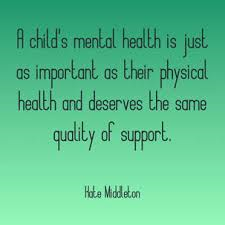 A child's mental health is just
as important as their physical
health and deserves the same
quality of support.
Kate Middleton